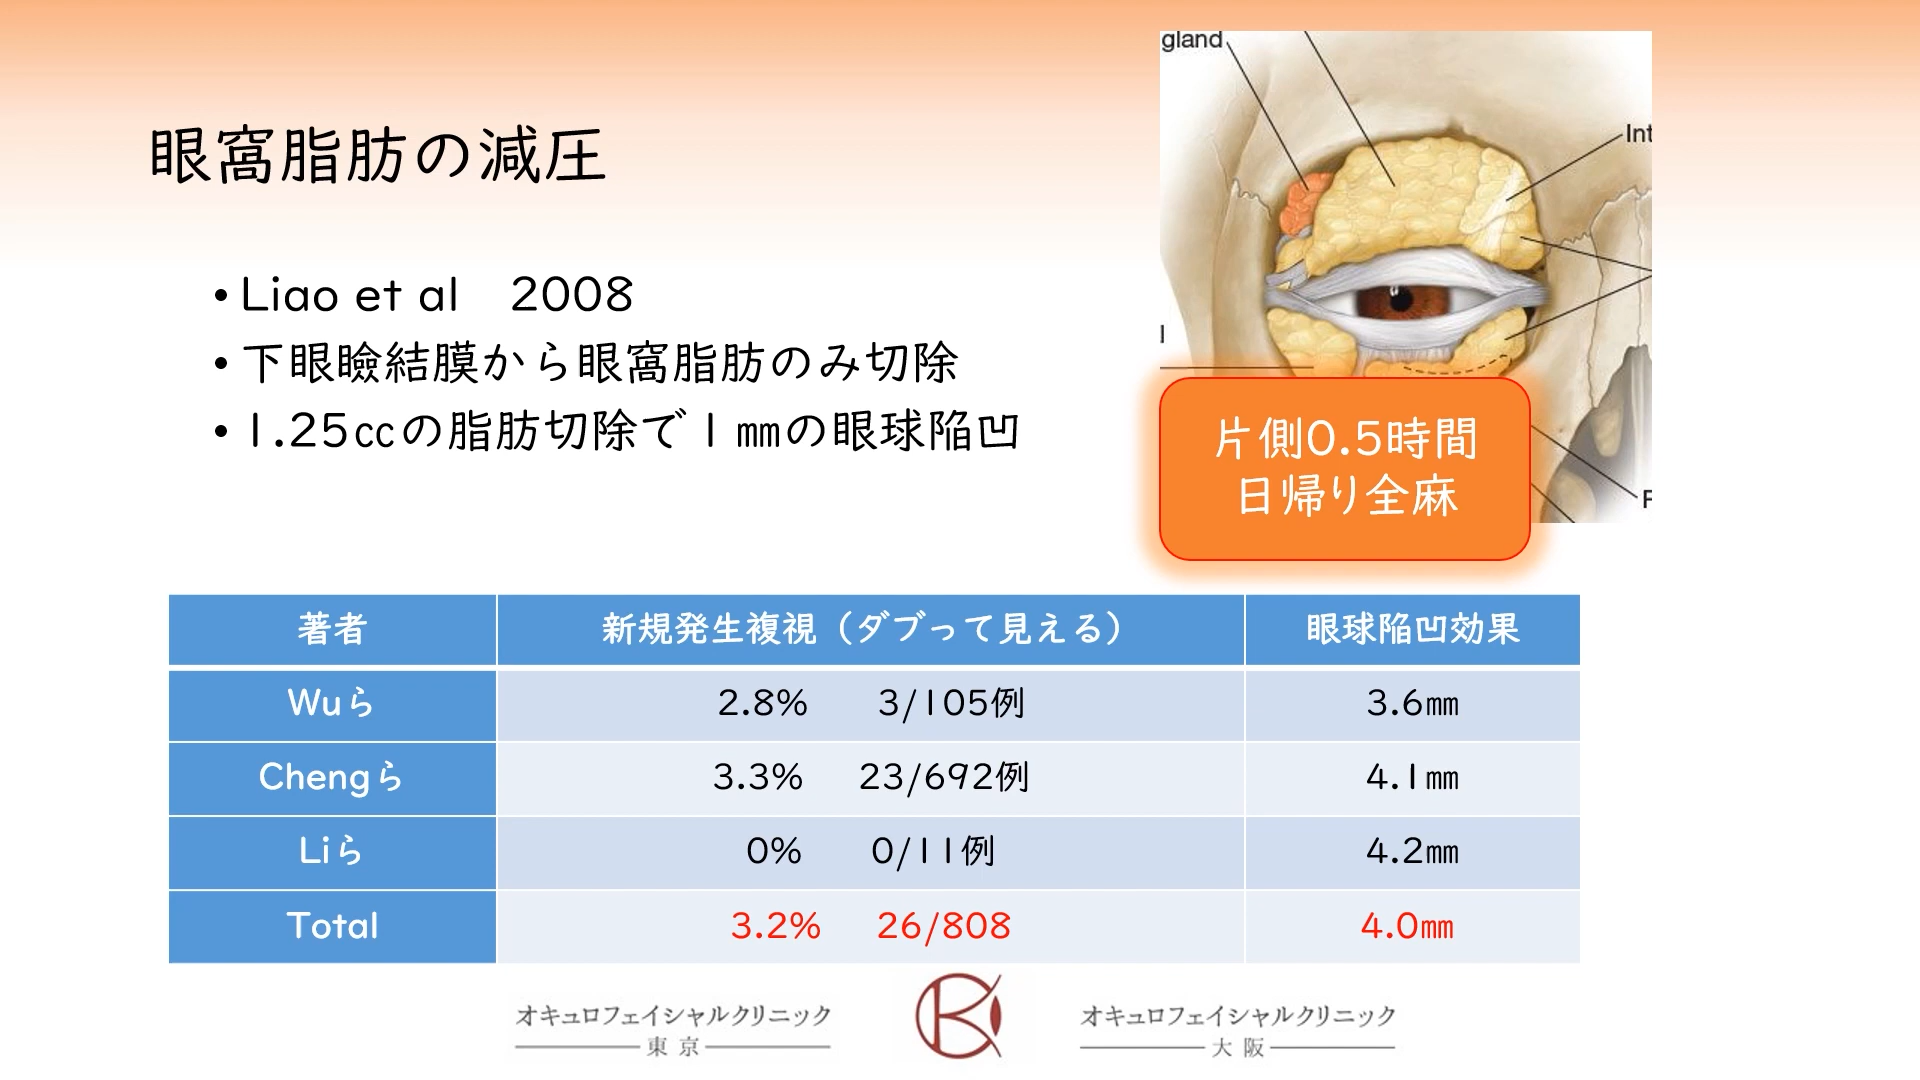 眼窩脂肪の減圧
gland
Int
・Liao et al　2008
・下眼瞼結膜から眼窩脂肪のみ切除
・1.25㏄の脂肪切除で1㎜の眼球陥凹
片側0.5時間
日帰り全麻
著者 新規発生複視（ダブって見える） 眼球陥凹効果
Wuら 2.8%　3/105例 3.6㎜
Chengら 3.3%　23/692例 4.1㎜
Liら 0%　0/11例 4.2㎜
Total 3.2%　26/808 4.0㎜
オキュロフェイシャルクリニック
東京
オキュロフェイシャルクリニック
大阪